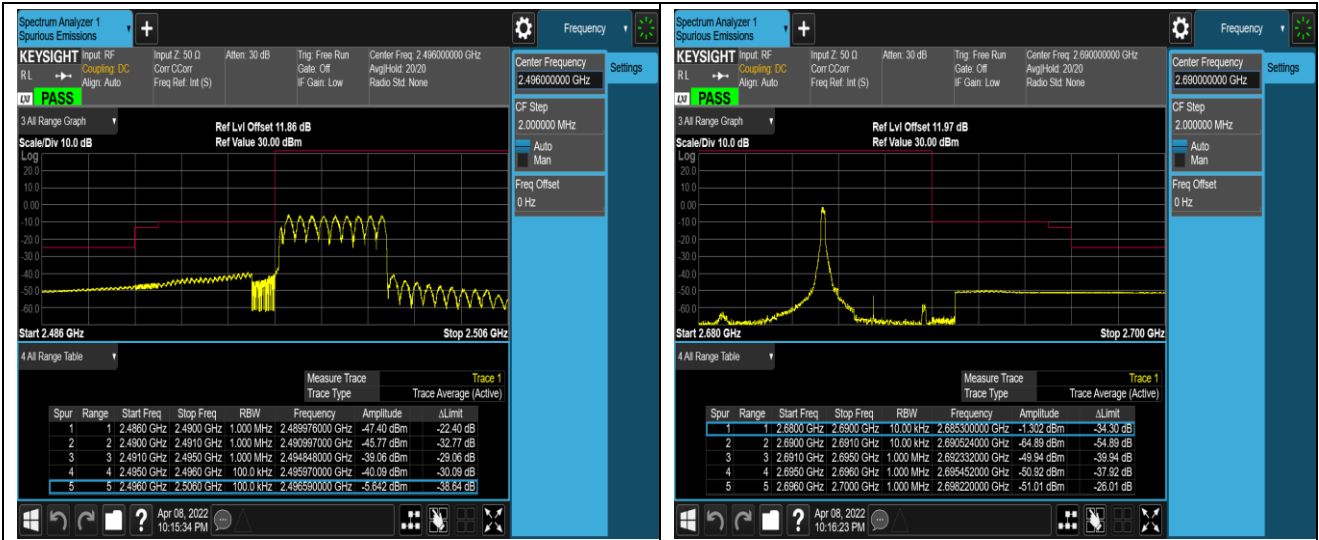 Spectrum Analyzer 1
Spurious Emissions
Frequency
KEYSIGHT Input: RF Input Z: 50 Ω Atten: 30 dB Trig: Free Run Center Freq: 2.496000000 GHz
Coupling: DC Corr CCorr Gate: Off Avg|Hold: 20/20
R L Align: Auto Freq Ref: Int (S) IF Gain: Low Radio Std: None
LXI PASS
Center Frequency
2.496000000 GHz
Settings
CF Step
2.000000 MHz
Auto
Man
Freq Offset
0 Hz
3 All Range Graph
Ref Lvl Offset 11.86 dB
Scale/Div 10.0 dB Ref Value 30.00 dBm
Log
20.0
10.0
0.00
-10.0
-20.0
-30.0
-40.0
-50.0
-60.0
Start 2.486 GHz Stop 2.506 GHz
4 All Range Table
Measure Trace Trace 1
Trace Type Trace Average (Active)
Spur Range Start Freq Stop Freq RBW Frequency Amplitude ΔLimit
1 1 2.4860 GHz 2.4900 GHz 1.000 MHz 2.489976000 GHz -47.40 dBm -22.40 dB
2 2 2.4900 GHz 2.4910 GHz 1.000 MHz 2.490997000 GHz -45.77 dBm -32.77 dB
3 3 2.4910 GHz 2.4950 GHz 1.000 MHz 2.494848000 GHz -39.06 dBm -29.06 dB
4 4 2.4950 GHz 2.4960 GHz 100.0 kHz 2.495970000 GHz -40.09 dBm -30.09 dB
5 5 2.4960 GHz 2.5060 GHz 100.0 kHz 2.496590000 GHz -5.642 dBm -38.64 dB
?
Apr 08, 2022
10:15:34 PM
Spectrum Analyzer 1
Spurious Emissions
Frequency
KEYSIGHT Input: RF Input Z: 50 Ω Atten: 30 dB Trig: Free Run Center Freq: 2.690000000 GHz
Coupling: DC Corr CCorr Gate: Off Avg|Hold: 20/20
R L Align: Auto Freq Ref: Int (S) IF Gain: Low Radio Std: None
LXI PASS
Center Frequency
2.690000000 GHz
Settings
CF Step
2.000000 MHz
Auto
Man
Freq Offset
0 Hz
3 All Range Graph
Ref Lvl Offset 11.97 dB
Scale/Div 10.0 dB Ref Value 30.00 dBm
Log
20.0
10.0
0.00
-10.0
-20.0
-30.0
-40.0
-50.0
-60.0
Start 2.680 GHz Stop 2.700 GHz
4 All Range Table
Measure Trace Trace 1
Trace Type Trace Average (Active)
Spur Range Start Freq Stop Freq RBW Frequency Amplitude ΔLimit
1 1 2.6800 GHz 2.6900 GHz 10.00 kHz 2.685300000 GHz -1.302 dBm -34.30 dB
2 2 2.6900 GHz 2.6910 GHz 10.00 kHz 2.690524000 GHz -64.89 dBm -54.89 dB
3 3 2.6910 GHz 2.6950 GHz 1.000 MHz 2.692332000 GHz -49.94 dBm -39.94 dB
4 4 2.6950 GHz 2.6960 GHz 1.000 MHz 2.695452000 GHz -50.92 dBm -37.92 dB
5 5 2.6960 GHz 2.7000 GHz 1.000 MHz 2.698220000 GHz -51.01 dBm -26.01 dB
?
Apr 08, 2022
10:16:23 PM